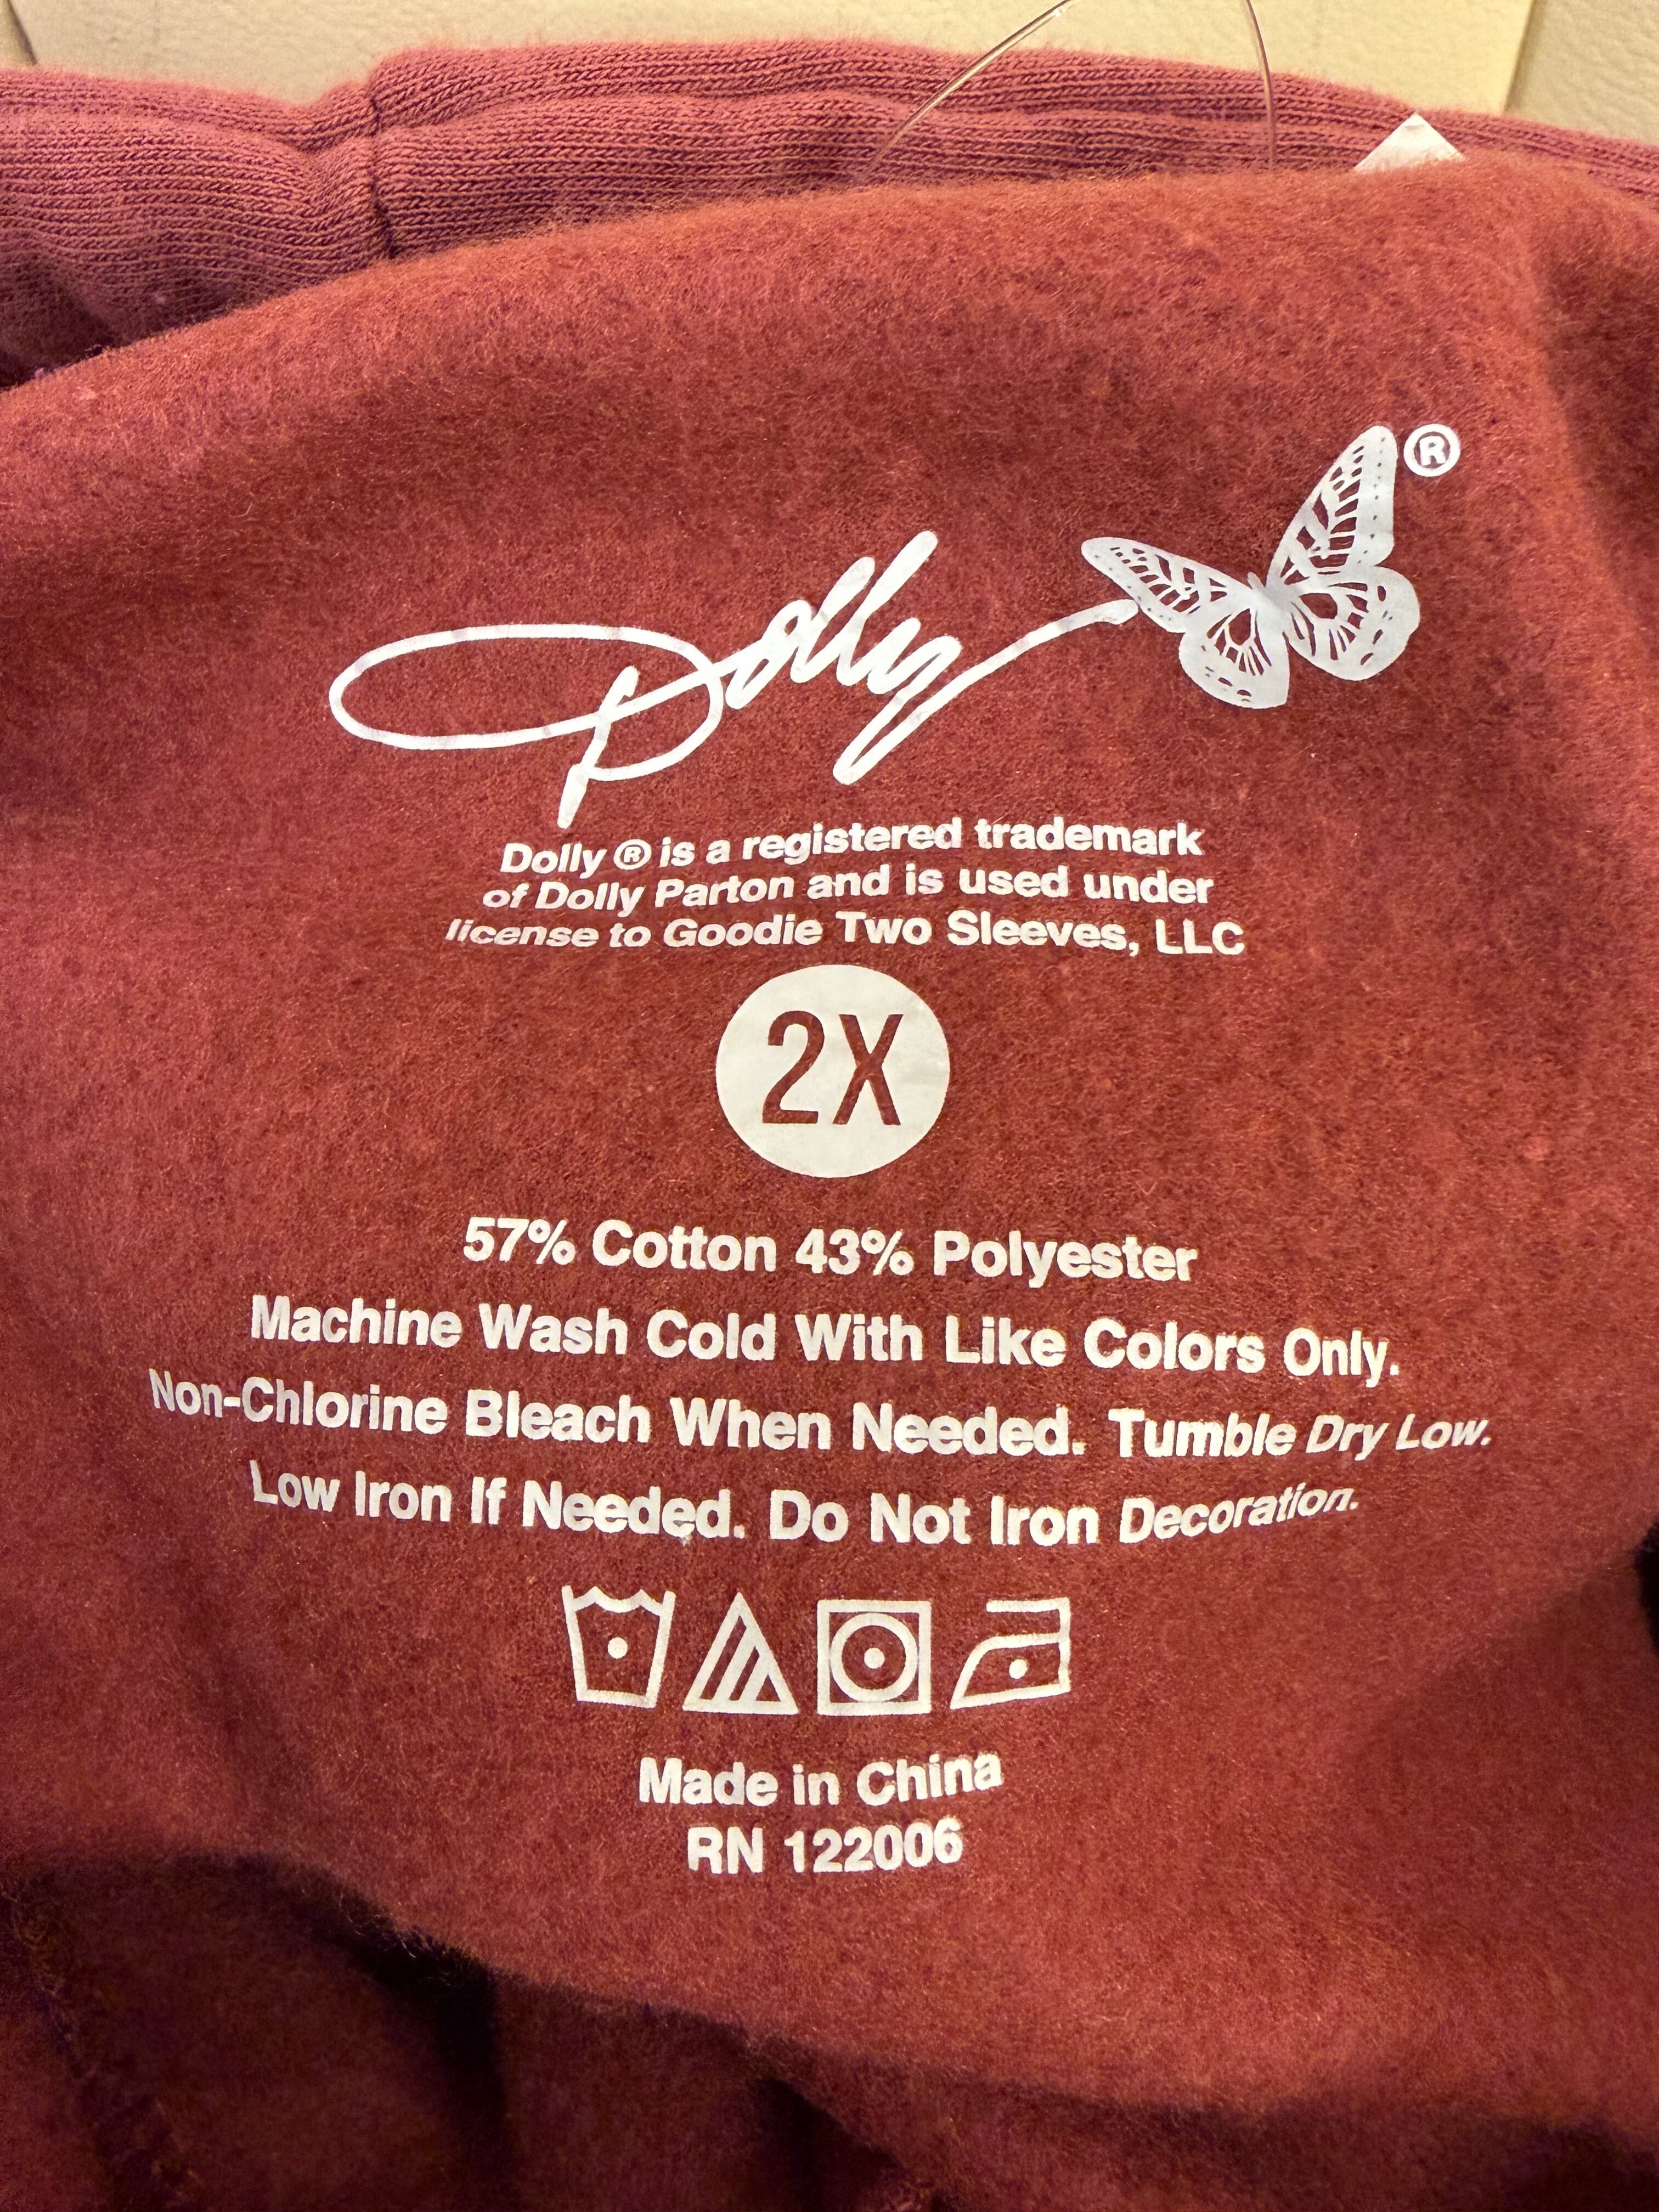 Dolly ®
Dolly ® is a registered trademark
of Dolly Parton and is used under
license to Goodie Two Sleeves, LLC
2X
57% Cotton 43% Polyester
Machine Wash Cold With Like Colors Only.
Non-Chlorine Bleach When Needed. Tumble Dry Low.
Low Iron If Needed. Do Not Iron Decoration.
Made in China
RN 122006